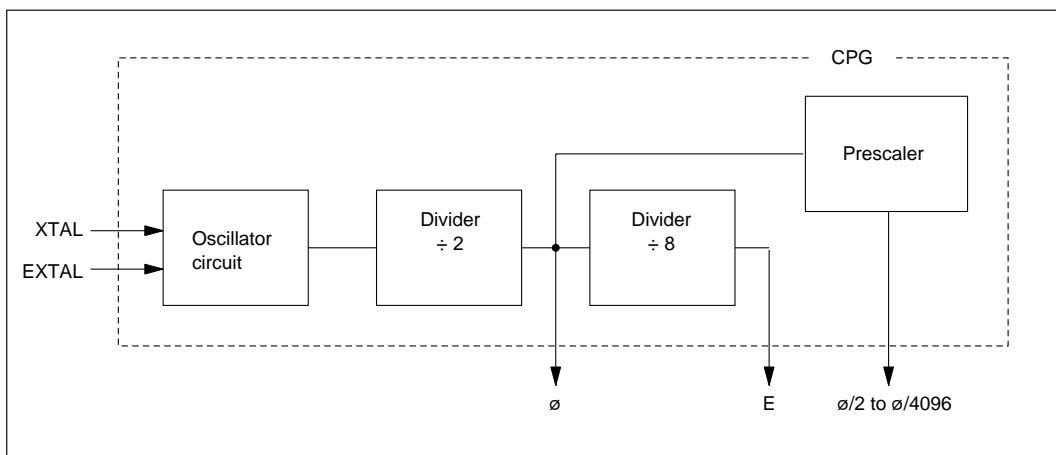 CPG
Prescaler
XTAL
EXTAL
Oscillator
circuit
Divider
÷ 2
Divider
÷ 8
ø
E
ø/2 to ø/4096